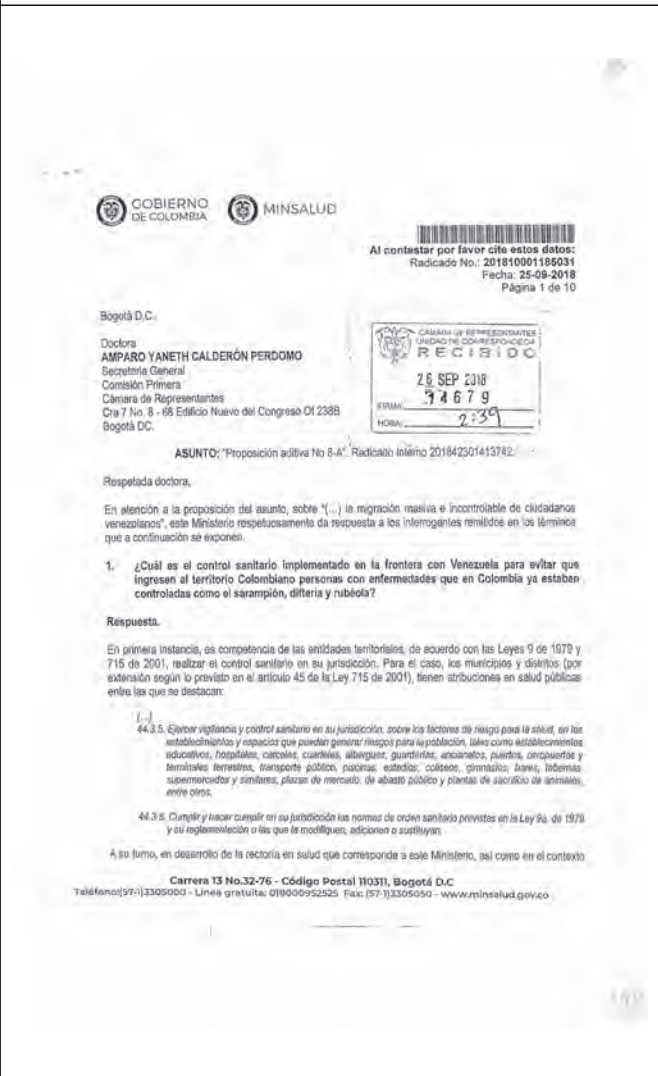 GOBIERNO
DE COLOMBIA
MINSALUD
Al contestar por favor cite estos datos:
Radicado No.: 201810001185031
Fecha: 25-09-2018
Página 1 de 10
Bogotá D.C.,
Doctora
AMPARO YANETH CALDERÓN PERDOMO
Secretaria General
Comisión Primera
Cámara de Representantes
Cra 7 No. 8 - 68 Edificio Nuevo del Congreso Of 238B
Bogotá DC.
CÁMARA DE REPRESENTANTES
UNIDAD DE CORRESPONDECIA
RECIBIDO
26 SEP 2018
34679
FIRMA:
HORA: 2:39
ASUNTO: "Proposición aditiva No 8-A". Radicado Interno 201842301413742.
Respetada doctora,
En atención a la proposición del asunto, sobre "(...) la migración masiva e incontrolable de ciudadanos
venezolanos", este Ministerio respetuosamente da respuesta a los interrogantes remitidos en los términos
que a continuación se exponen.
1. ¿Cuál es el control sanitario implementado en la frontera con Venezuela para evitar que
ingresen al territorio Colombiano personas con enfermedades que en Colombia ya estaban
controladas como el sarampión, difteria y rubéola?
Respuesta.
En primera instancia, es competencia de las entidades territoriales, de acuerdo con las Leyes 9 de 1979 y
715 de 2001, realizar el control sanitario en su jurisdicción. Para el caso, los municipios y distritos (por
extensión según lo previsto en el artículo 45 de la Ley 715 de 2001), tienen atribuciones en salud públicas
entre las que se destacan:
[...]
44.3.5. Ejercer vigilancia y control sanitario en su jurisdicción, sobre los factores de riesgo para la salud, en los
establecimientos y espacios que puedan generar riesgos para la población, tales como establecimientos
educativos, hospitales, cárceles, cuarteles, albergues, guarderías, ancianatos, puertos, aeropuertos y
terminales terrestres, transporte público, piscinas, estadios, coliseos, gimnasios, bares, tabernas,
supermercados y similares, plazas de mercado, de abasto público y plantas de sacrificio de animales,
entre otros.
44.3.6. Cumplir y hacer cumplir en su jurisdicción las normas de orden sanitario previstas en la Ley 9a. de 1979
y su reglamentación o las que la modifiquen, adicionen o sustituyan.
A su turno, en desarrollo de la rectoría en salud que corresponde a este Ministerio, así como en el contexto
Carrera 13 No.32-76 - Código Postal 110311, Bogotá D.C
Teléfono:(57-1)3305000 - Línea gratuita: 018000952525 Fax: (57-1)3305050 - www.minsalud.gov.co